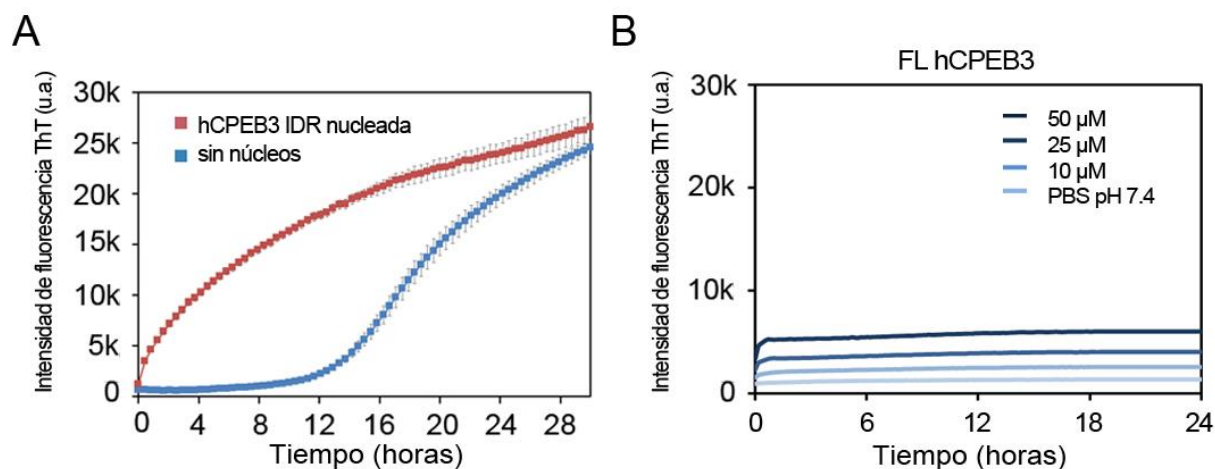 A
Intensidad de fluorescencia ThT (u.a.)
30k
25k
20k
15k
10k
5k
0
hCPEB3 IDR nucleada
sin núcleos
0 4 8 12 16 20 24 28
Tiempo (horas)
B
FL hCPEB3
Intensidad de fluorescencia ThT (u.a.)
30k
20k
10k
0
50 µM
25 µM
10 µM
PBS pH 7.4
0 6 12 18 24
Tiempo (horas)